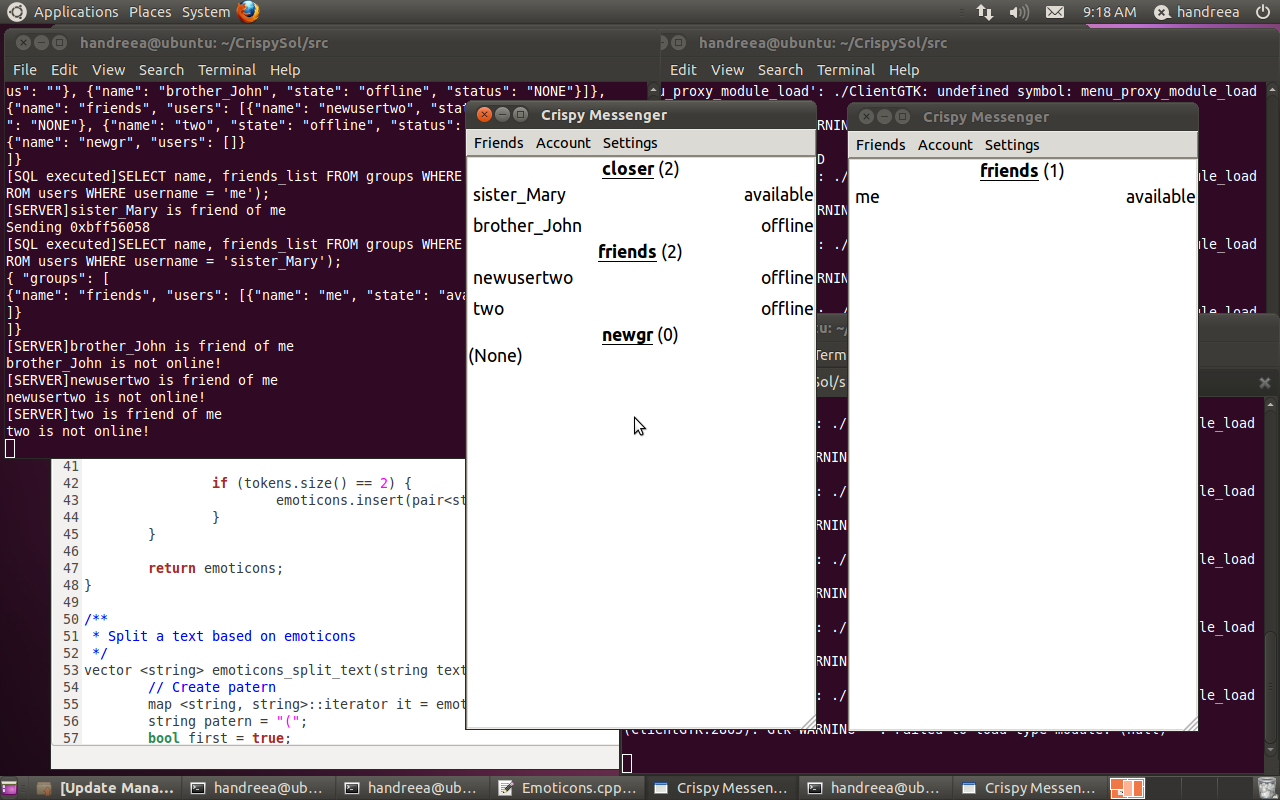 Applications Places System 9:18 AM handreea
handreea@ubuntu: ~/CrispySol/src
File Edit View Search Terminal Help
us": ""}, {"name": "brother_John", "state": "offline", "status": "NONE"}]},
{"name": "friends", "users": [{"name": "newusertwo", "stat
": "NONE"}, {"name": "two", "state": "offline", "status":
{"name": "newgr", "users": []}
]}
[SQL executed]SELECT name, friends_list FROM groups WHERE
ROM users WHERE username = 'me');
[SERVER]sister_Mary is friend of me
Sending 0xbff56058
[SQL executed]SELECT name, friends_list FROM groups WHERE
ROM users WHERE username = 'sister_Mary');
{ "groups": [
{"name": "friends", "users": [{"name": "me", "state": "ava
]}
]}
[SERVER]brother_John is friend of me
brother_John is not online!
[SERVER]newusertwo is friend of me
newusertwo is not online!
[SERVER]two is friend of me
two is not online!
handreea@ubuntu: ~/CrispySol/src
Edit View Search Terminal Help
u_proxy_module_load': ./ClientGTK: undefined symbol: menu_proxy_module_load
Crispy Messenger
Friends Account Settings
closer (2)
sister_Mary available
brother_John offline
friends (2)
newusertwo offline
two offline
newgr (0)
(None)
Crispy Messenger
Friends Account Settings
friends (1)
me available
41
42 if (tokens.size() == 2) {
43 emoticons.insert(pair<st
44 }
45 }
46
47 return emoticons;
48 }
49
50 /**
51 * Split a text based on emoticons
52 */
53 vector <string> emoticons_split_text(string text
54 // Create patern
55 map <string, string>::iterator it = emot
56 string patern = "(";
57 bool first = true;
[Update Mana... handreea@ub... handreea@ub... Emoticons.cpp... Crispy Messen... handreea@ub... Crispy Messen...